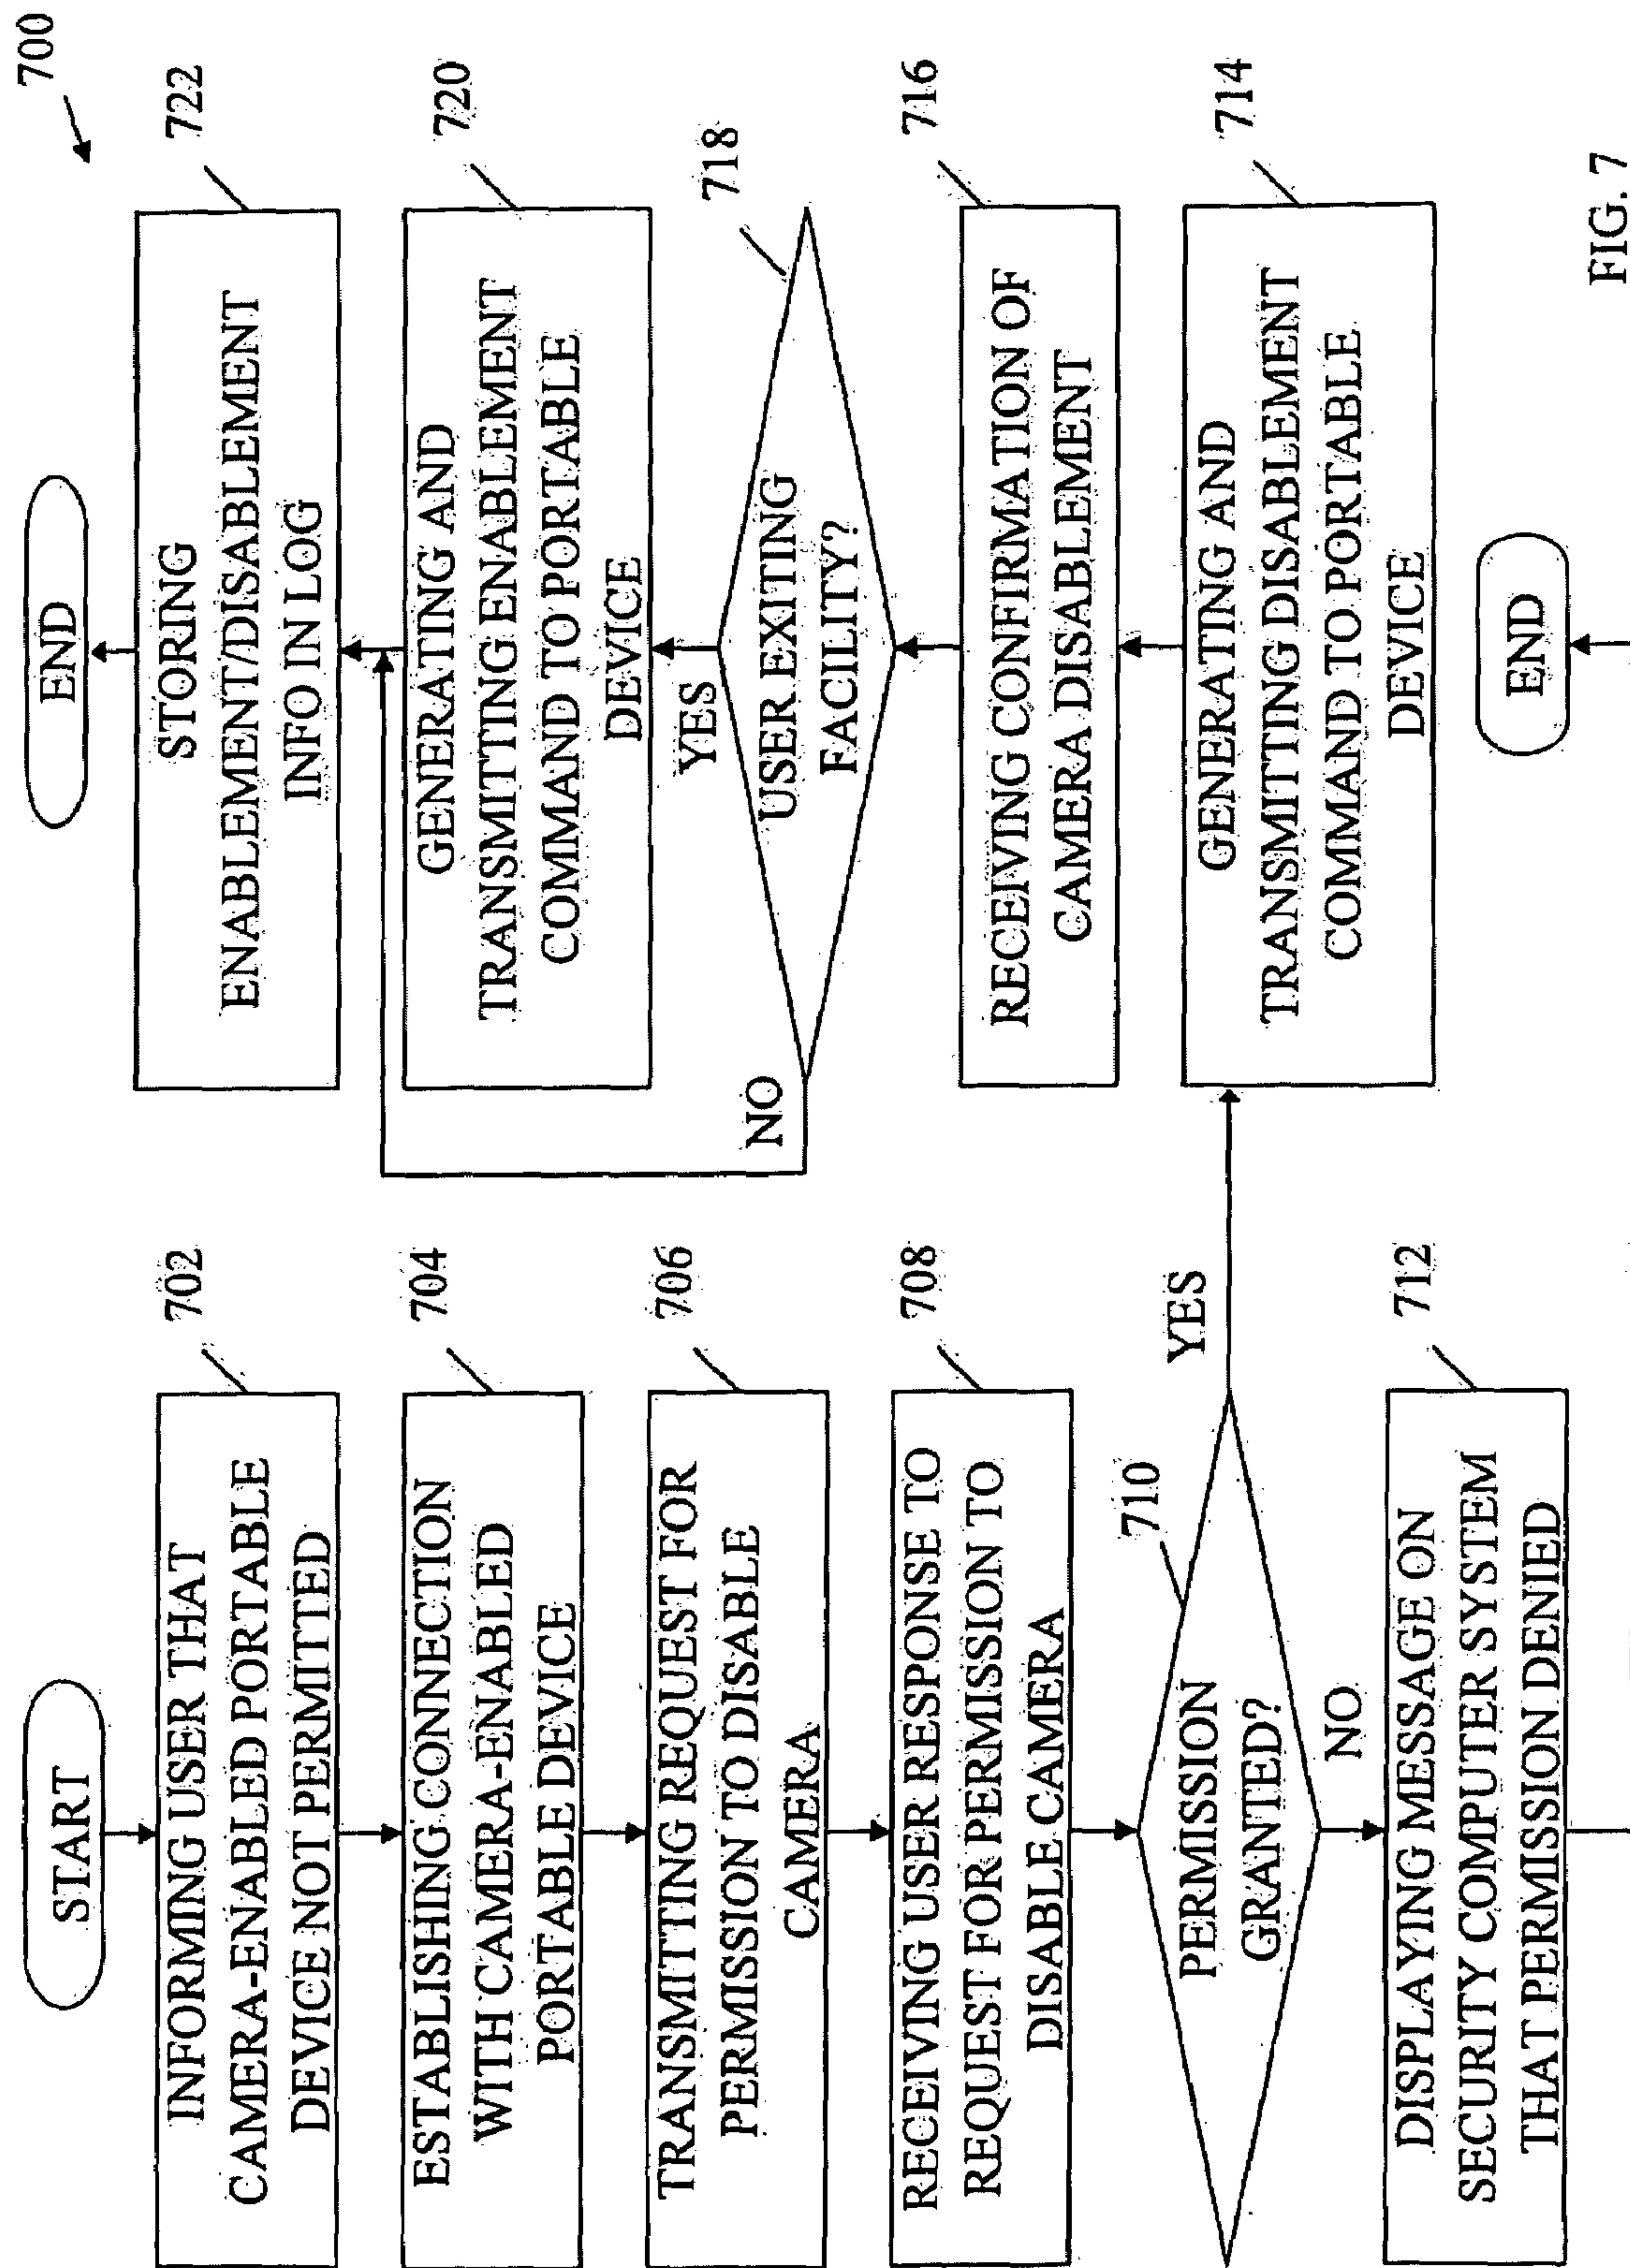 700
START
INFORMING USER THAT
CAMERA-ENABLED PORTABLE
DEVICE NOT PERMITTED
702
ESTABLISHING CONNECTION
WITH CAMERA-ENABLED
PORTABLE DEVICE
704
TRANSMITTING REQUEST FOR
PERMISSION TO DISABLE
CAMERA
706
RECEIVING USER RESPONSE TO
REQUEST FOR PERMISSION TO
DISABLE CAMERA
708
PERMISSION
GRANTED?
710
YES
NO
DISPLAYING MESSAGE ON
SECURITY COMPUTER SYSTEM
THAT PERMISSION DENIED
712
END
GENERATING AND
TRANSMITTING DISABLEMENT
COMMAND TO PORTABLE
DEVICE
714
RECEIVING CONFIRMATION OF
CAMERA DISABLEMENT
716
USER EXITING
FACILITY?
718
NO
YES
GENERATING AND
TRANSMITTING ENABLEMENT
COMMAND TO PORTABLE
DEVICE
720
STORING
ENABLEMENT/DISABLEMENT
INFO IN LOG
722
END
FIG. 7